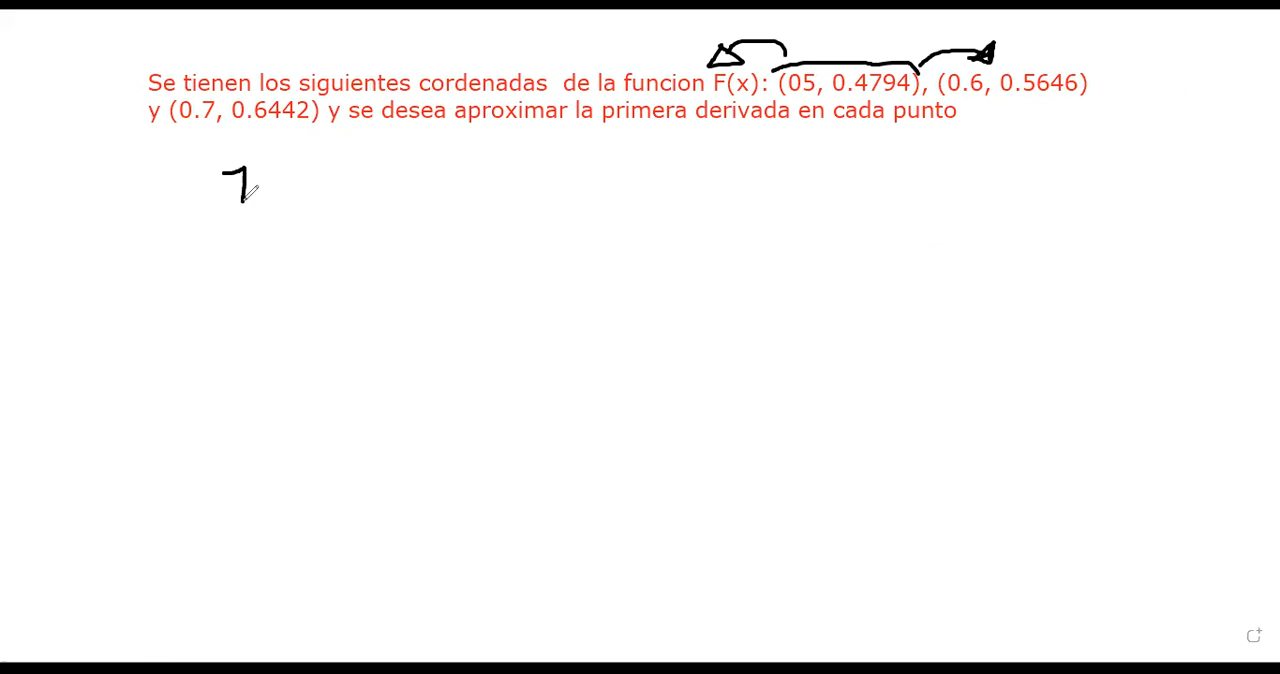 Se tienen los siguientes cordenadas de la funcion F(x): (05, 0.4794), (0.6, 0.5646)
y (0.7, 0.6442) y se desea aproximar la primera derivada en cada punto